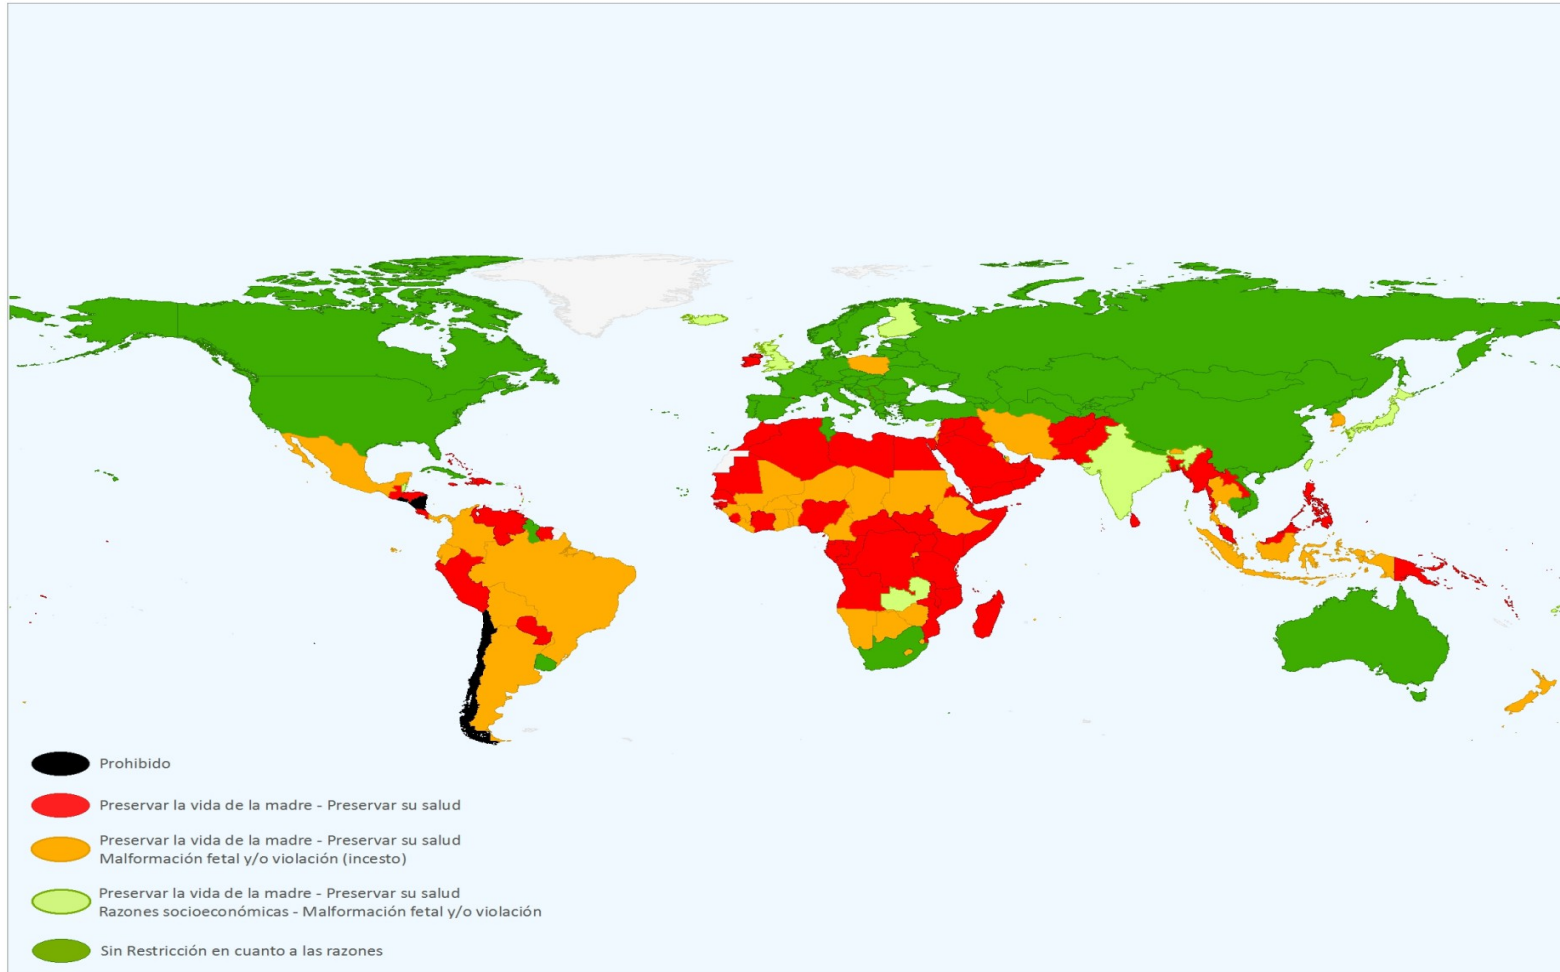 Prohibido
Preservar la vida de la madre - Preservar su salud
Preservar la vida de la madre - Preservar su salud
Malformación fetal y/o violación (incesto)
Preservar la vida de la madre - Preservar su salud
Razones socioeconómicas - Malformación fetal y/o violación
Sin Restricción en cuanto a las razones